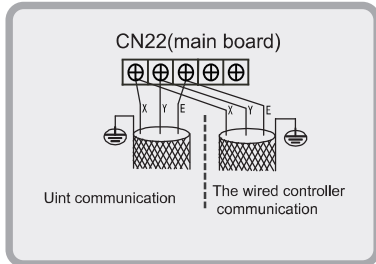 CN22(main board)
X Y E X Y E
Uint communication
The wired controller
communication